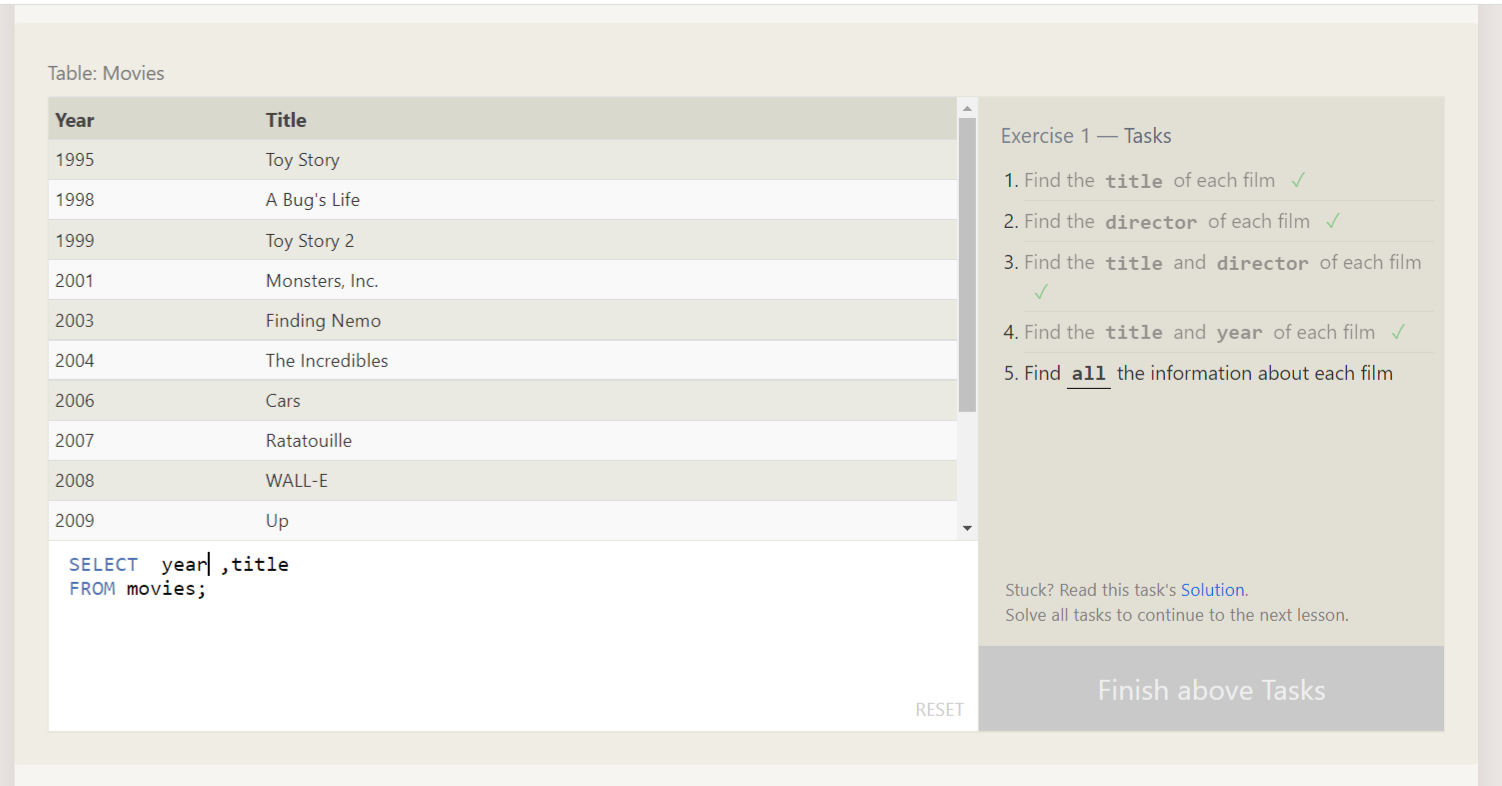 Table: Movies
Year Title
1995 Toy Story
1998 A Bug's Life
1999 Toy Story 2
2001 Monsters, Inc.
2003 Finding Nemo
2004 The Incredibles
2006 Cars
2007 Ratatouille
2008 WALL-E
2009 Up
SELECT  year ,title
FROM movies;
RESET
Exercise 1 — Tasks
1. Find the title of each film ✓
2. Find the director of each film ✓
3. Find the title and director of each film
✓
4. Find the title and year of each film ✓
5. Find all the information about each film
Stuck? Read this task's Solution.
Solve all tasks to continue to the next lesson.
Finish above Tasks